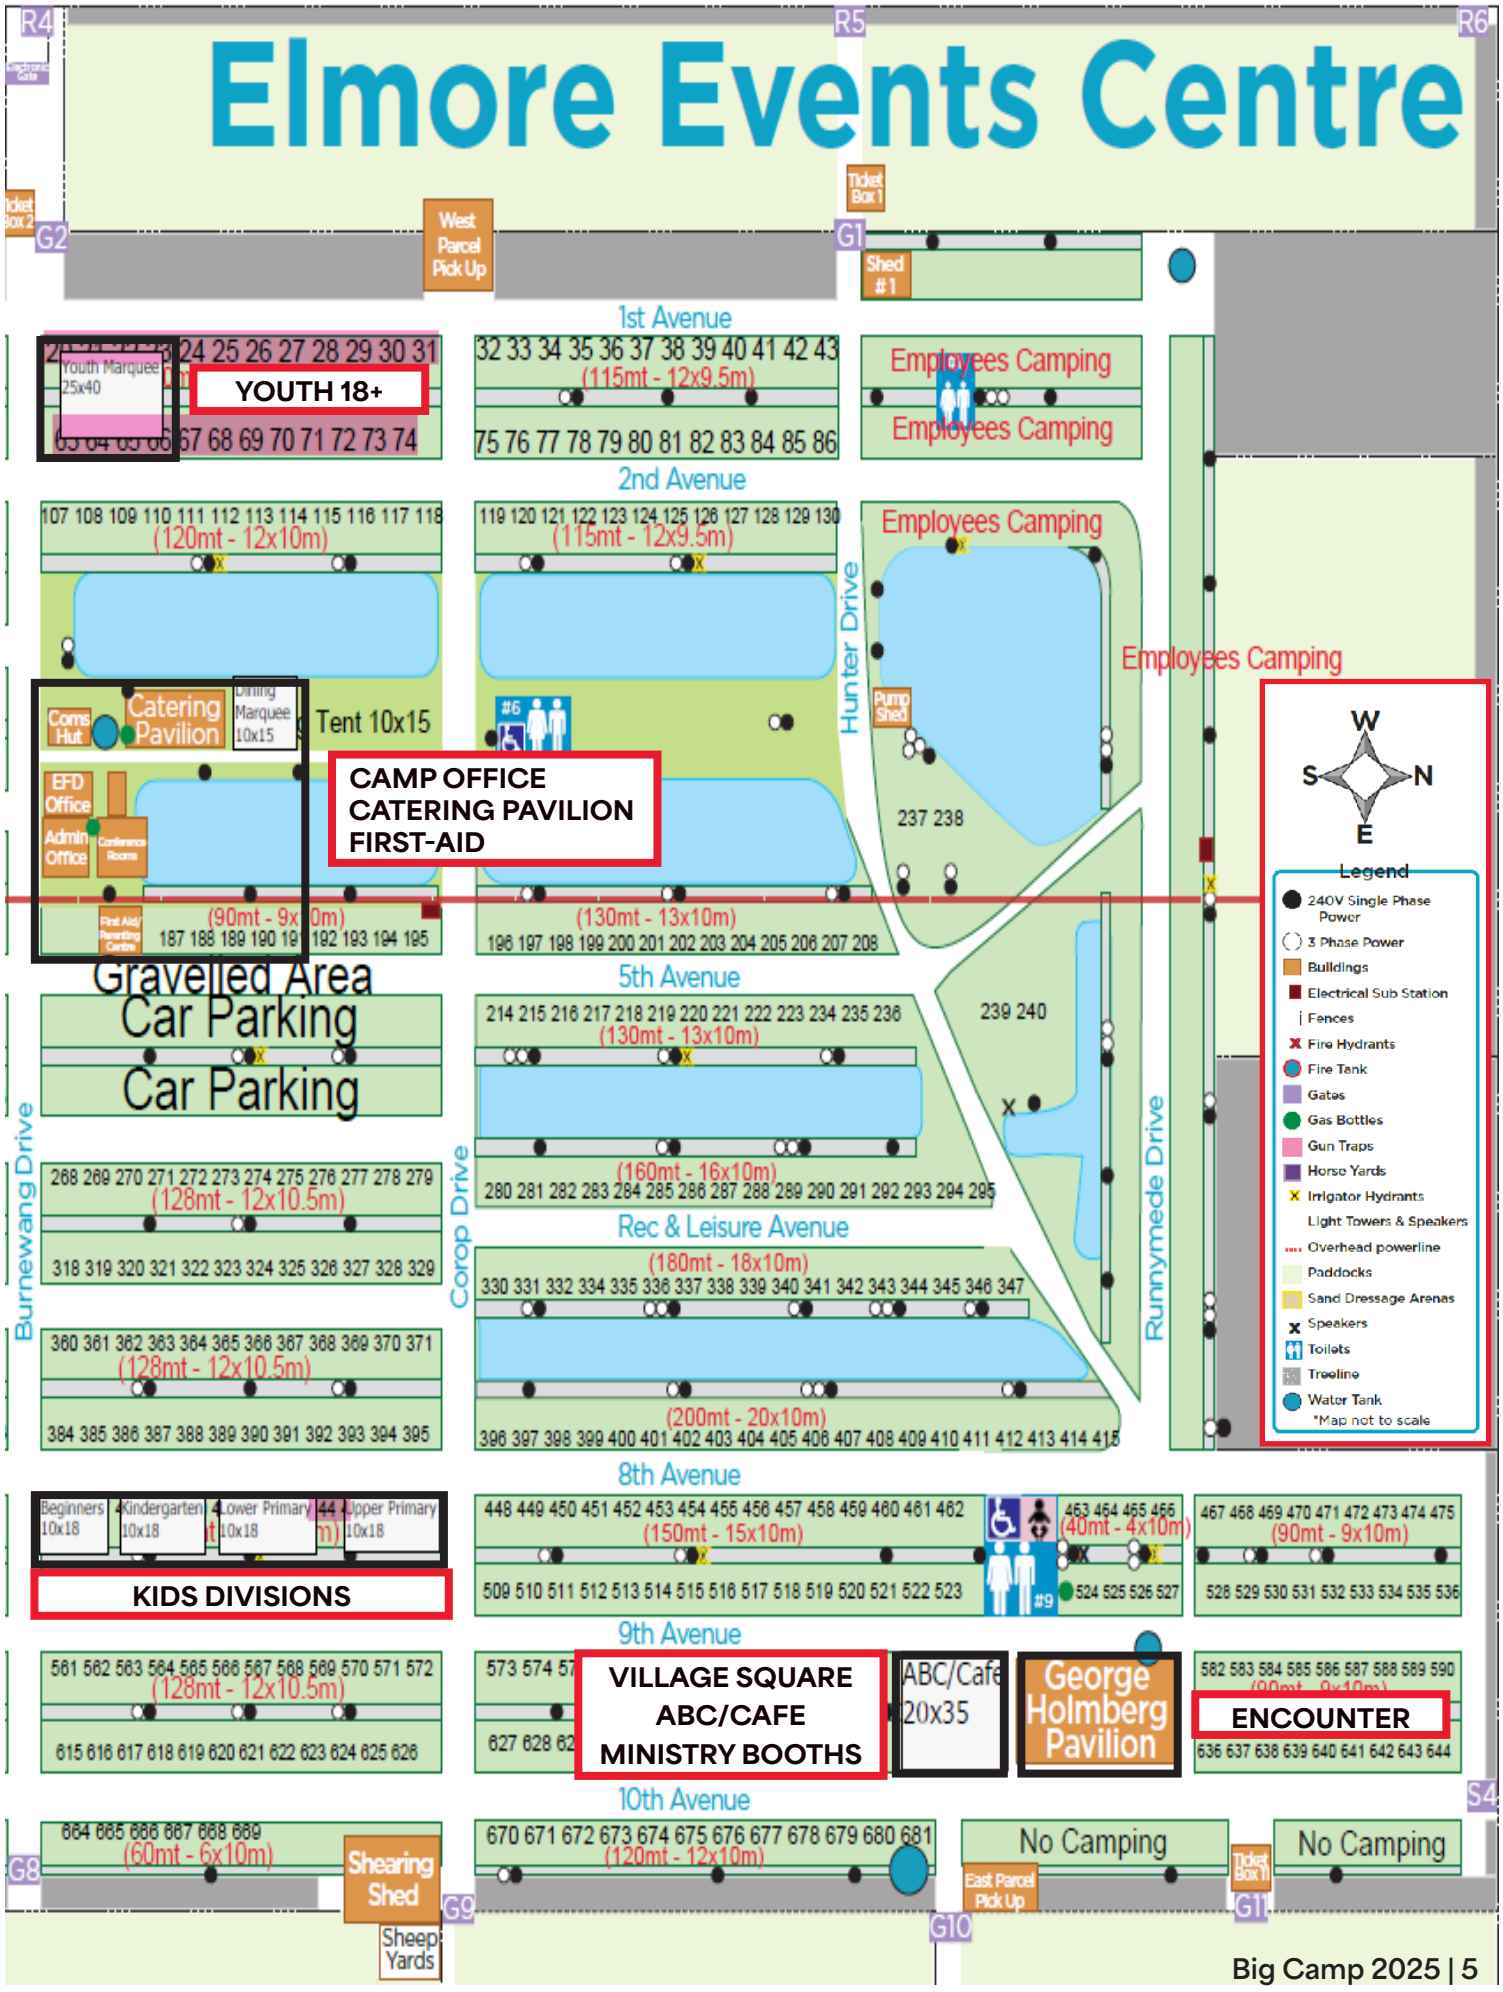 R4
R5
R6
Electronic
Gate
Elmore Events Centre
Ticket
Box 1
Box 2
West
Parcel
Pick Up
G2
G1
Shed
#1
1st Avenue
24 25 26 27 28 29 30 31
Youth Marquee
25x40
YOUTH 18+
67 68 69 70 71 72 73 74
32 33 34 35 36 37 38 39 40 41 42 43
(115mt - 12x9.5m)
75 76 77 78 79 80 81 82 83 84 85 86
Employees Camping
Employees Camping
2nd Avenue
107 108 109 110 111 112 113 114 115 116 117 118
(120mt - 12x10m)
119 120 121 122 123 124 125 126 127 128 129 130
(115mt - 12x9.5m)
Employees Camping
Hunter Drive
Employees Camping
Coms
Hut
Catering
Pavilion
Dining
Marquee
10x15
Tent 10x15
#6
Pump
Shed
EFD
Office
Admin
Office
Conference
Rooms
CAMP OFFICE
CATERING PAVILION
FIRST-AID
237 238
First Aid/
Parenting
Centre
(90mt - 9x10m)
187 188 189 190 191 192 193 194 195
(130mt - 13x10m)
196 197 198 199 200 201 202 203 204 205 206 207 208
Gravelled Area
Car Parking
Car Parking
5th Avenue
214 215 216 217 218 219 220 221 222 223 234 235 236
(130mt - 13x10m)
239 240
X
Burnewang Drive
Corop Drive
Runnymede Drive
268 269 270 271 272 273 274 275 276 277 278 279
(128mt - 12x10.5m)
318 319 320 321 322 323 324 325 326 327 328 329
(160mt - 16x10m)
280 281 282 283 284 285 286 287 288 289 290 291 292 293 294 295
Rec & Leisure Avenue
(180mt - 18x10m)
330 331 332 334 335 336 337 338 339 340 341 342 343 344 345 346 347
360 361 362 363 364 365 366 367 368 369 370 371
(128mt - 12x10.5m)
384 385 386 387 388 389 390 391 392 393 394 395
(200mt - 20x10m)
396 397 398 399 400 401 402 403 404 405 406 407 408 409 410 411 412 413 414 415
W
S
N
E
Legend
240V Single Phase
Power
3 Phase Power
Buildings
Electrical Sub Station
Fences
Fire Hydrants
Fire Tank
Gates
Gas Bottles
Gun Traps
Horse Yards
Irrigator Hydrants
Light Towers & Speakers
Overhead powerline
Paddocks
Sand Dressage Arenas
Speakers
Toilets
Treeline
Water Tank
*Map not to scale
8th Avenue
Beginners
10x18
Kindergarten
10x18
Lower Primary
10x18
44
Upper Primary
10x18
KIDS DIVISIONS
448 449 450 451 452 453 454 455 456 457 458 459 460 461 462
(150mt - 15x10m)
509 510 511 512 513 514 515 516 517 518 519 520 521 522 523
#9
463 464 465 466
(40mt - 4x10m)
524 525 526 527
467 468 469 470 471 472 473 474 475
(90mt - 9x10m)
528 529 530 531 532 533 534 535 536
9th Avenue
561 562 563 564 565 566 567 568 569 570 571 572
(128mt - 12x10.5m)
615 616 617 618 619 620 621 622 623 624 625 626
573 574
627 628
VILLAGE SQUARE
ABC/CAFE
MINISTRY BOOTHS
ABC/Cafe
20x35
George
Holmberg
Pavilion
582 583 584 585 586 587 588 589 590
(90mt - 9x10m)
ENCOUNTER
636 637 638 639 640 641 642 643 644
S4
10th Avenue
664 665 666 667 668 669
(60mt - 6x10m)
Shearing
Shed
670 671 672 673 674 675 676 677 678 679 680 681
(120mt - 12x10m)
No Camping
No Camping
East Parcel
Pick Up
Ticket
Box 11
G8
G9
G10
G11
Sheep
Yards
Big Camp 2025 | 5